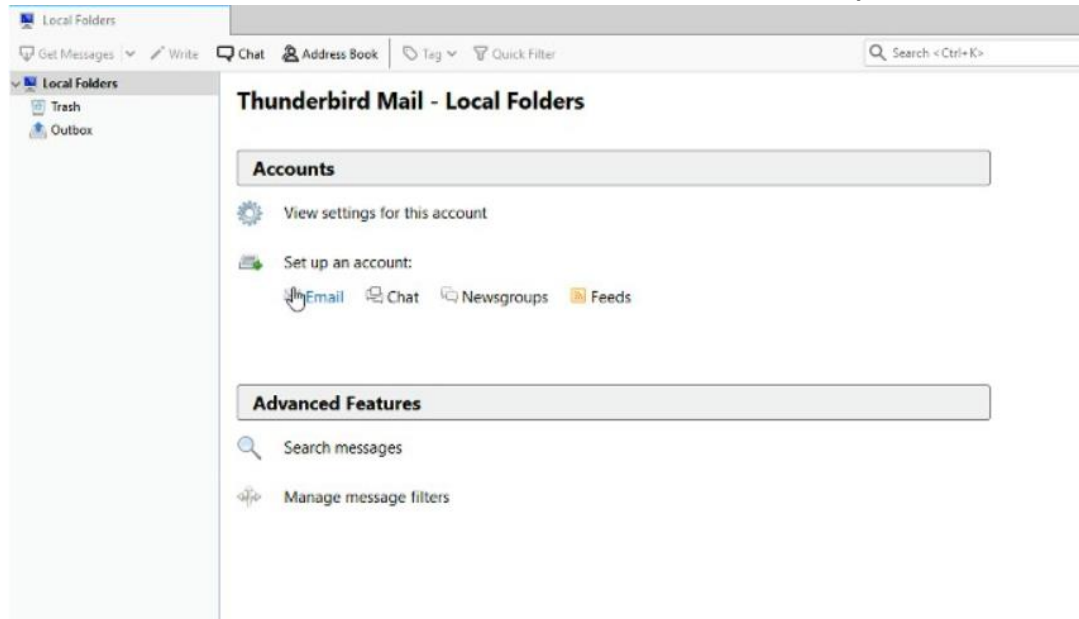 Local Folders
Get Messages Write Chat Address Book Tag Quick Filter Search <Ctrl+K>
Local Folders
Trash
Outbox
Thunderbird Mail - Local Folders
Accounts
View settings for this account
Set up an account:
Email Chat Newsgroups Feeds
Advanced Features
Search messages
Manage message filters